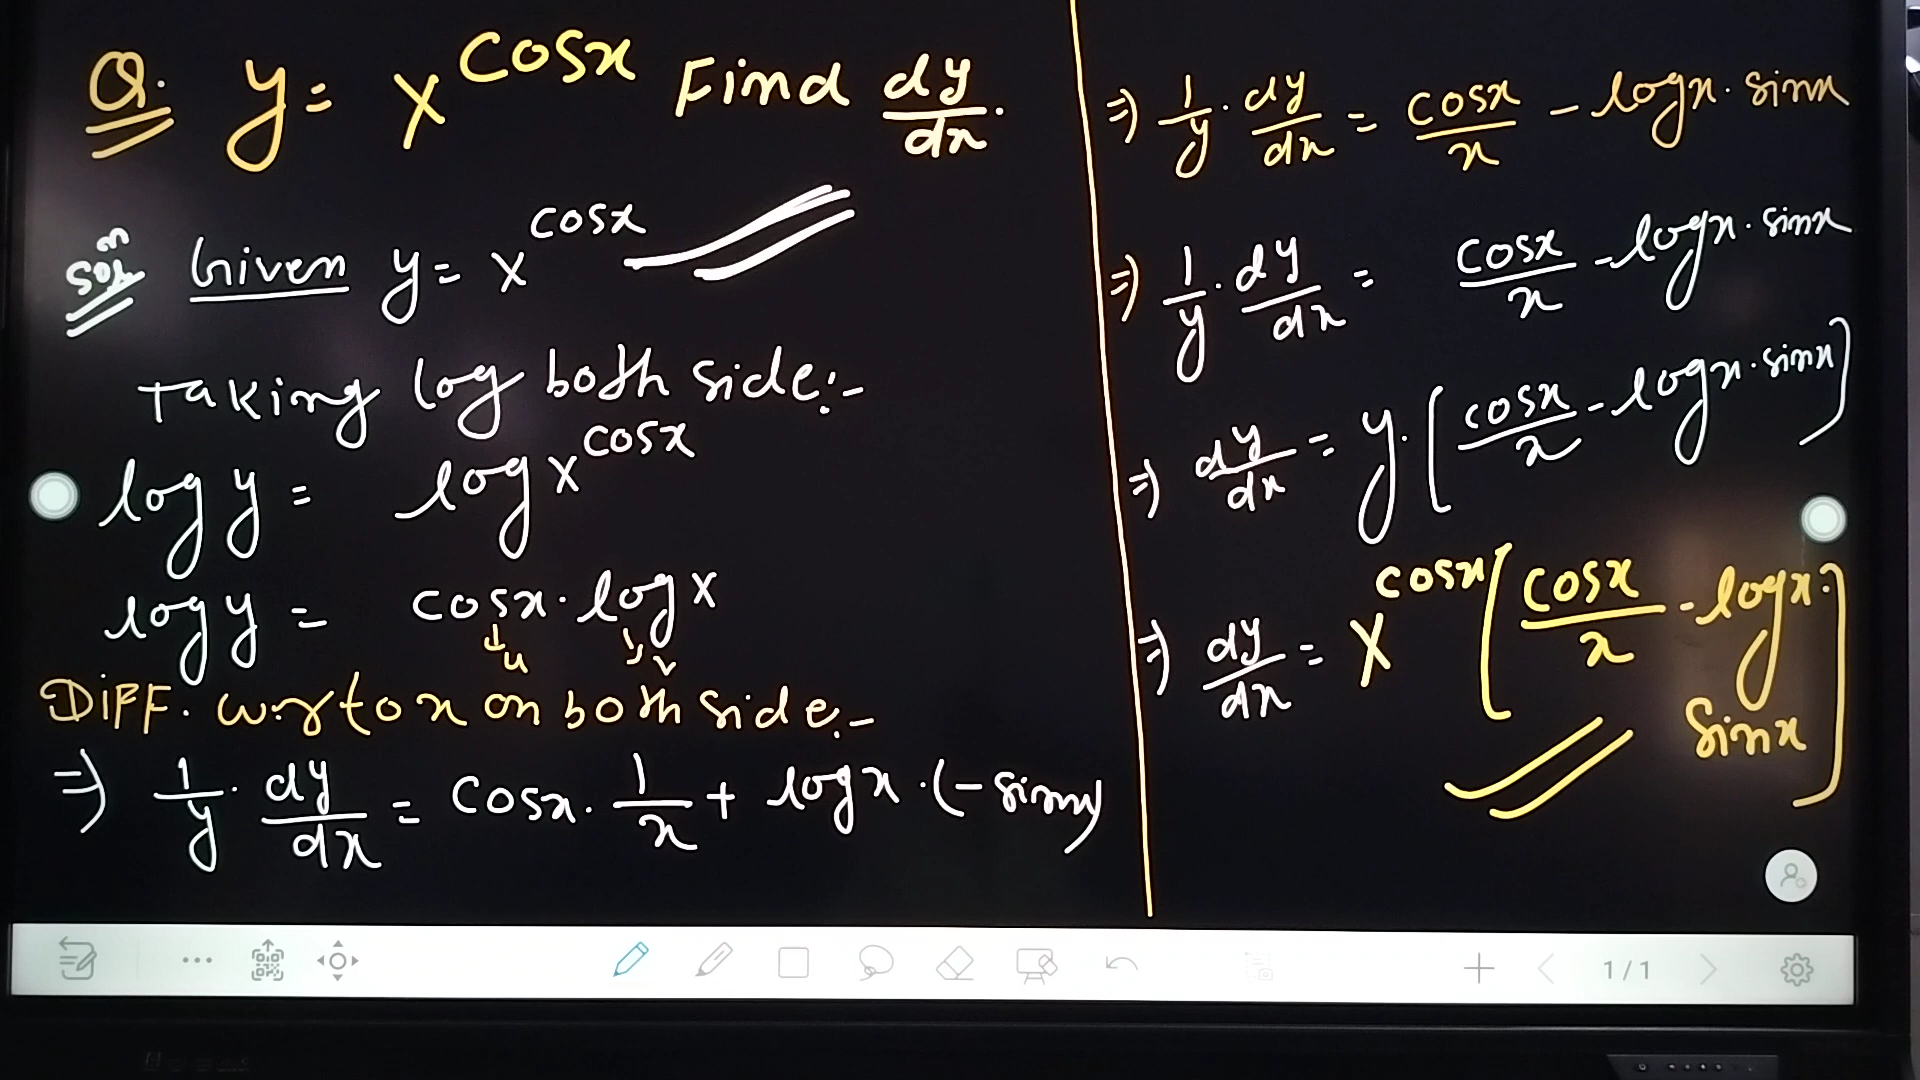 Q. y = x^cosx Find dy/dx.
Solⁿ Given y = x^cosx
Taking log both side:-
log y = log x^cosx
log y = cosx · log x
u v
DIFF. w.r to x on both side:-
⇒ 1/y · dy/dx = cosx · 1/x + logx · (-sinx)
⇒ 1/y · dy/dx = cosx/x - logx · sinx
⇒ 1/y · dy/dx = cosx/x - logx · sinx
⇒ dy/dx = y · [cosx/x - logx · sinx]
⇒ dy/dx = x^cosx [cosx/x - logx ·
sinx]
1/1